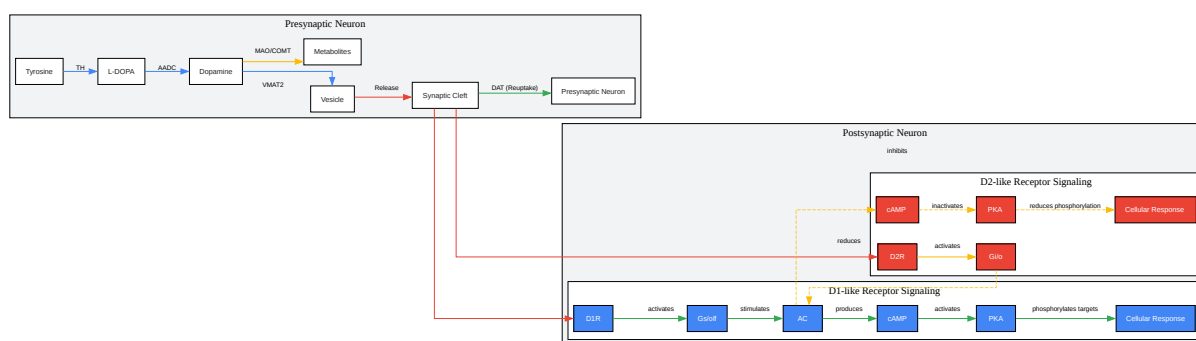 Presynaptic Neuron
MAO/COMT
Metabolites
Tyrosine
TH
L-DOPA
AADC
Dopamine
VMAT2
Vesicle
Release
Synaptic Cleft
DAT (Reuptake)
Presynaptic Neuron
Postsynaptic Neuron
inhibits
D2-like Receptor Signaling
cAMP
inactivates
PKA
reduces phosphorylation
Cellular Response
reduces
D2R
activates
Gi/o
D1-like Receptor Signaling
D1R
activates
Gs/olf
stimulates
AC
produces
cAMP
activates
PKA
phosphorylates targets
Cellular Response